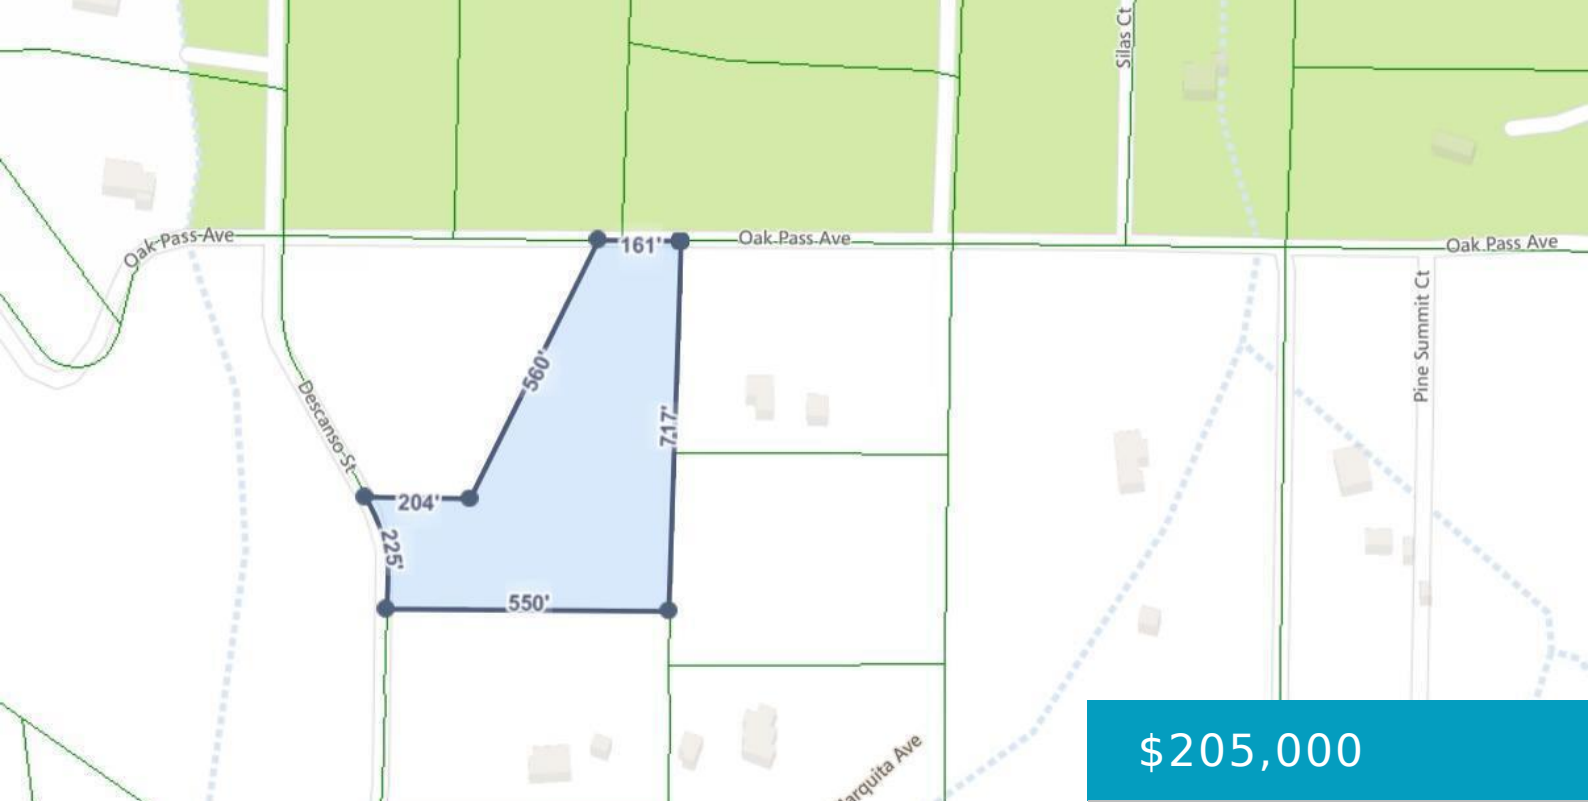 Silas Ct
Oak Pass Ave
161'
Oak Pass Ave
Oak Pass Ave
560'
Pine Summit Ct
Descanso St
717'
204'
225'
550'
$205,000